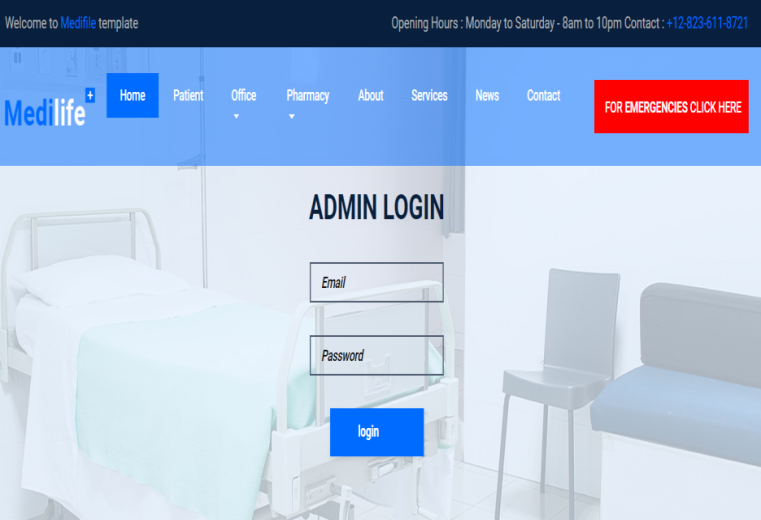 Welcome to Medifile template
Opening Hours : Monday to Saturday - 8am to 10pm Contact : +12-823-611-8721
Medilife+
Home Patient Office Pharmacy About Services News Contact
FOR EMERGENCIES CLICK HERE
ADMIN LOGIN
Email
Password
login